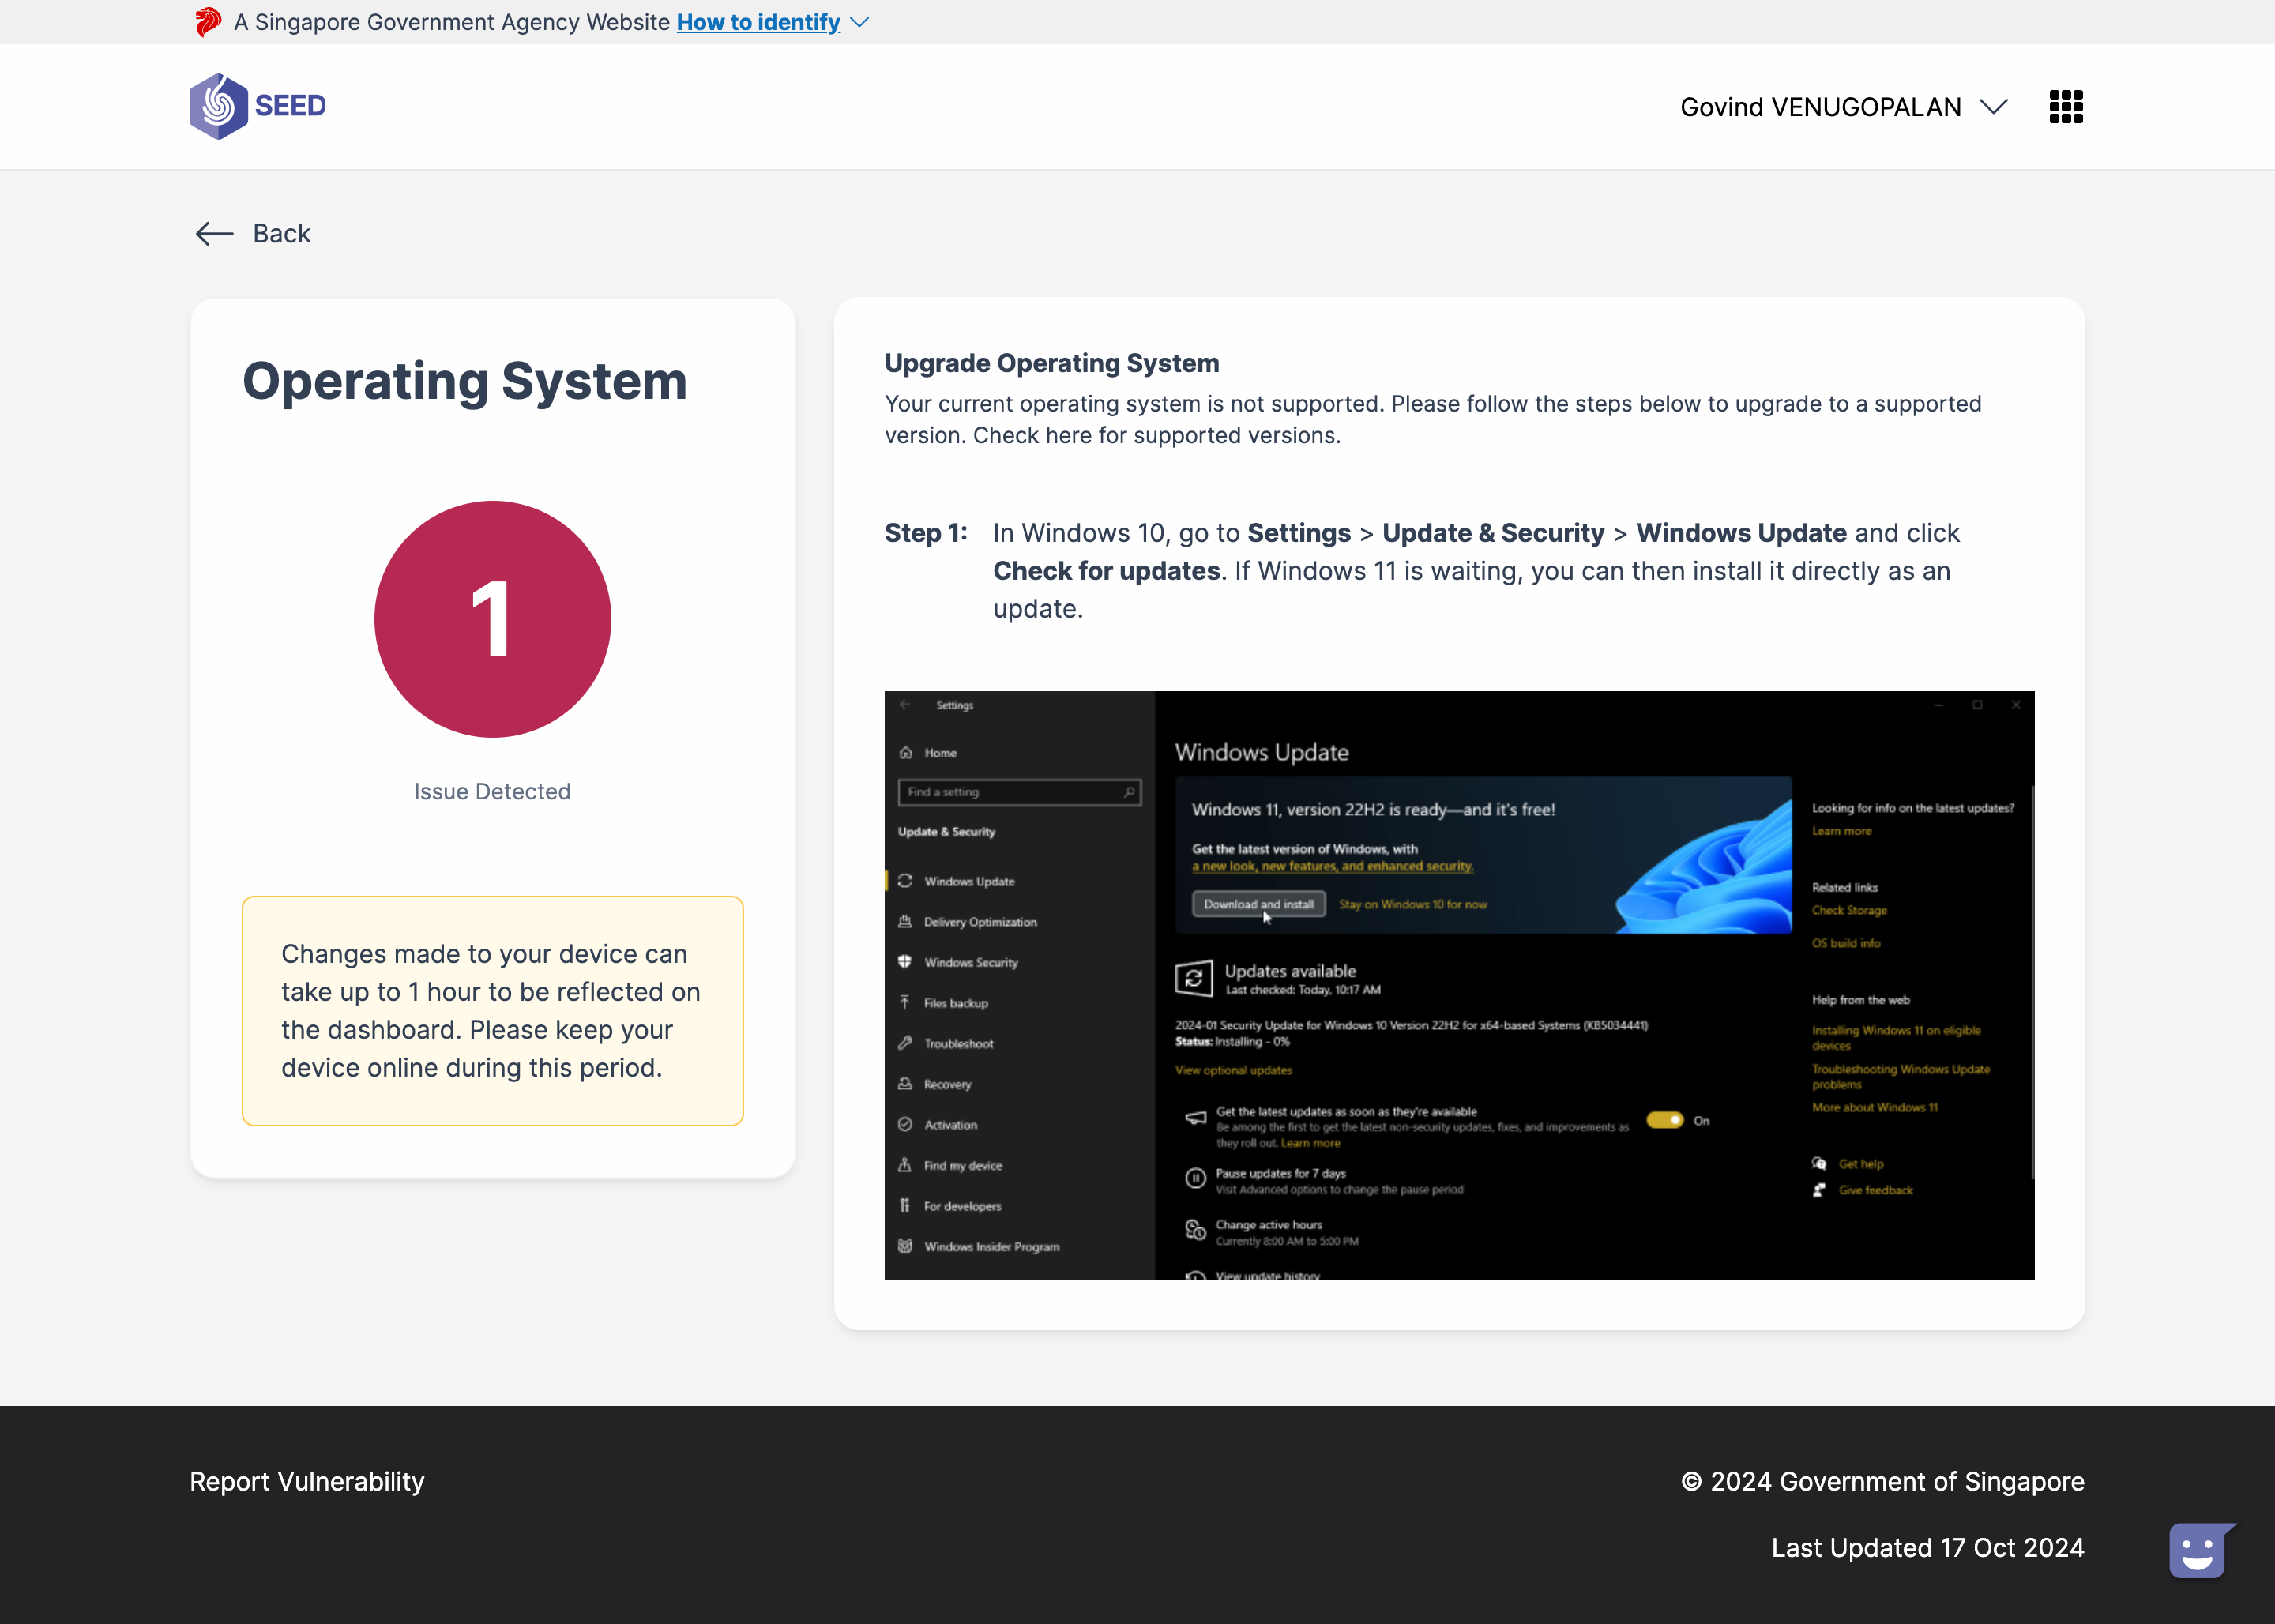 A Singapore Government Agency Website How to identify
SEED
Govind VENUGOPALAN
Back
Operating System
1
Issue Detected
Changes made to your device can
take up to 1 hour to be reflected on
the dashboard. Please keep your
device online during this period.
Upgrade Operating System
Your current operating system is not supported. Please follow the steps below to upgrade to a supported
version. Check here for supported versions.
Step 1: In Windows 10, go to Settings > Update & Security > Windows Update and click
Check for updates. If Windows 11 is waiting, you can then install it directly as an
update.
Settings
Home
Find a setting
Update & Security
Windows Update
Delivery Optimization
Windows Security
Files backup
Troubleshoot
Recovery
Activation
Find my device
For developers
Windows Insider Program
Windows Update
Windows 11, version 22H2 is ready—and it's free!
Get the latest version of Windows, with
a new look, new features, and enhanced security.
Download and install Stay on Windows 10 for now
Updates available
Last checked: Today, 10:17 AM
2024-01 Security Update for Windows 10 Version 22H2 for x64-based Systems (KB5034441)
Status: Installing - 0%
View optional updates
Get the latest updates as soon as they're available
Be among the first to get the latest non-security updates, fixes, and improvements as
they roll out. Learn more
On
Pause updates for 7 days
Visit Advanced options to change the pause period
Change active hours
Currently 8:00 AM to 5:00 PM
View update history
Looking for info on the latest updates?
Learn more
Related links
Check Storage
OS build info
Help from the web
Installing Windows 11 on eligible
devices
Troubleshooting Windows Update
problems
More about Windows 11
Get help
Give feedback
Report Vulnerability
© 2024 Government of Singapore
Last Updated 17 Oct 2024